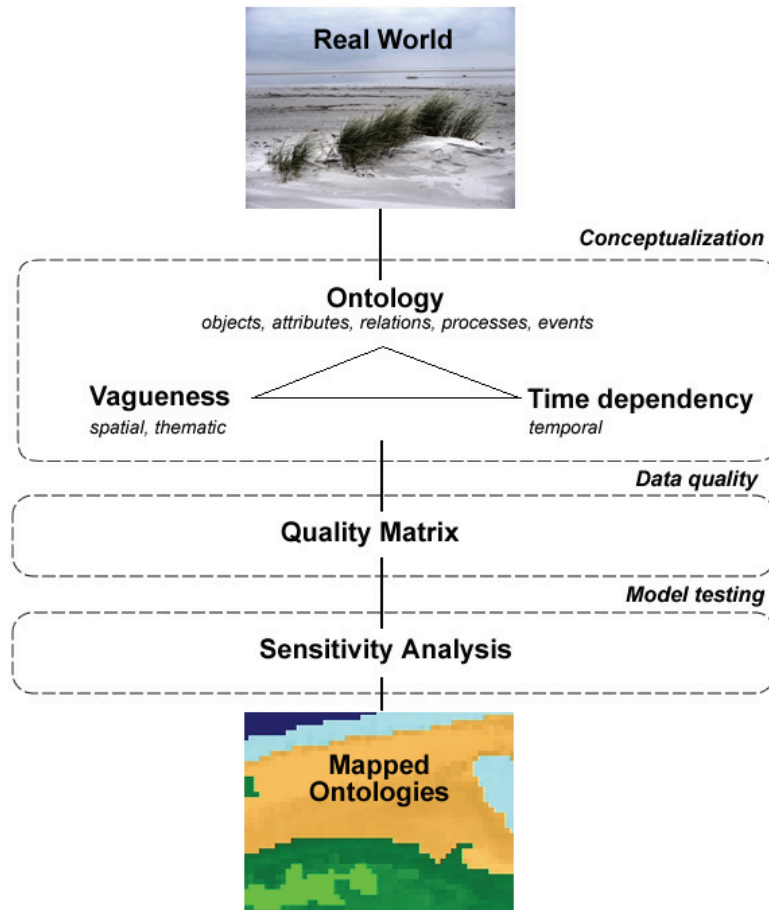 Real World
Conceptualization
Ontology
objects, attributes, relations, processes, events
Vagueness
Time dependency
spatial, thematic
temporal
Data quality
Quality Matrix
Model testing
Sensitivity Analysis
Mapped
Ontologies